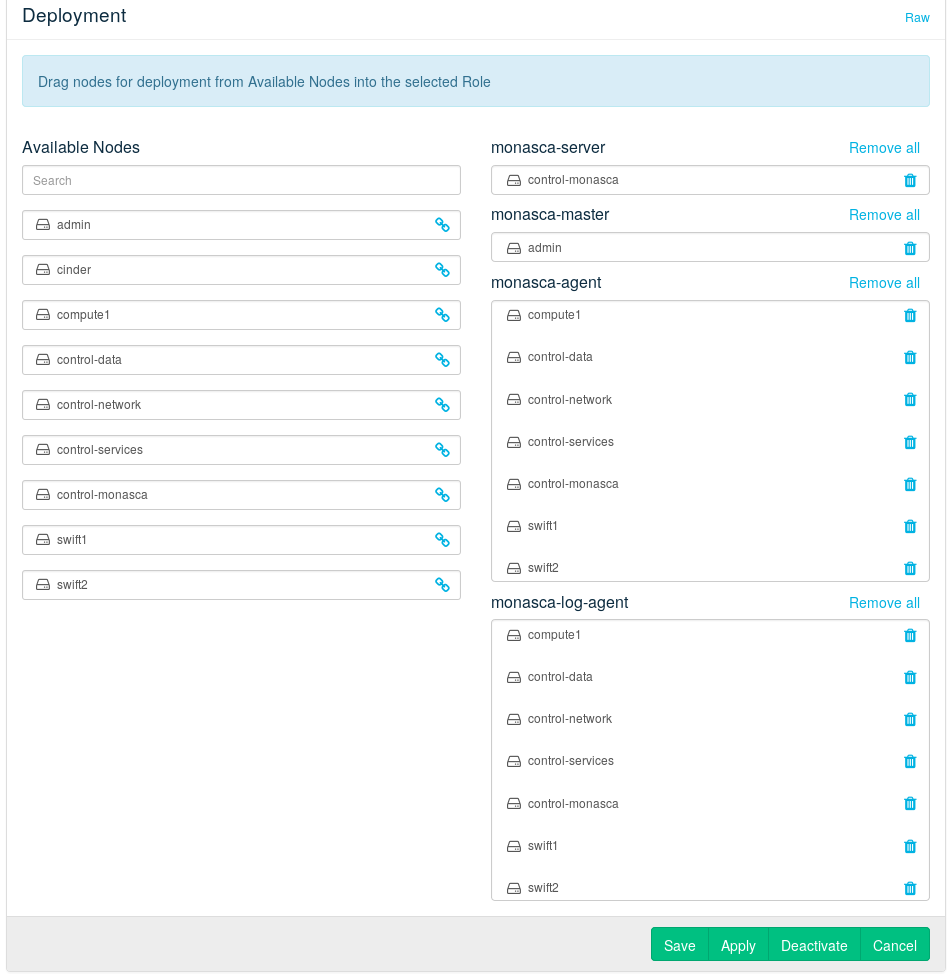 Deployment
Raw
Drag nodes for deployment from Available Nodes into the selected Role
Available Nodes
Search
admin
cinder
compute1
control-data
control-network
control-services
control-monasca
swift1
swift2
monasca-server
Remove all
control-monasca
monasca-master
Remove all
admin
monasca-agent
Remove all
compute1
control-data
control-network
control-services
control-monasca
swift1
swift2
monasca-log-agent
Remove all
compute1
control-data
control-network
control-services
control-monasca
swift1
swift2
Save
Apply
Deactivate
Cancel